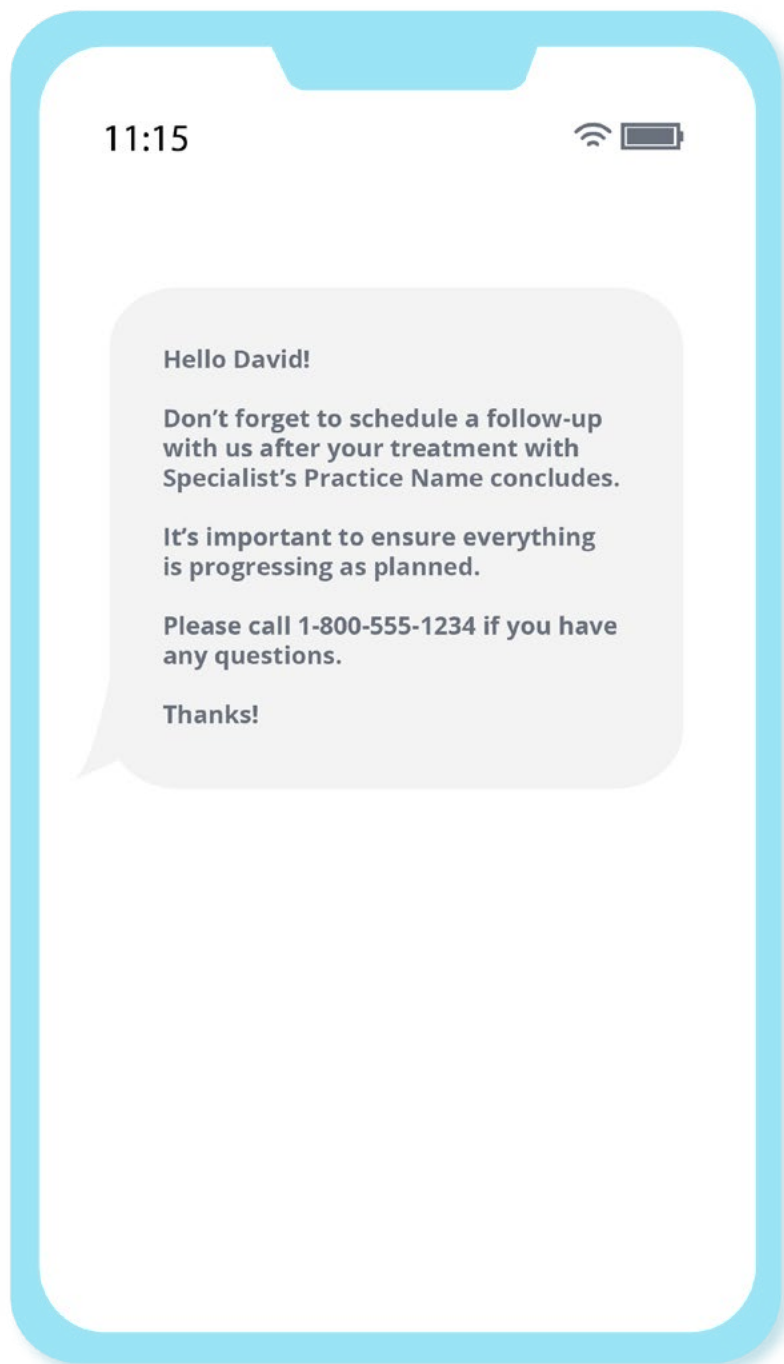 11:15
Hello David!
Don’t forget to schedule a follow-up
with us after your treatment with
Specialist’s Practice Name concludes.
It’s important to ensure everything
is progressing as planned.
Please call 1-800-555-1234 if you have
any questions.
Thanks!